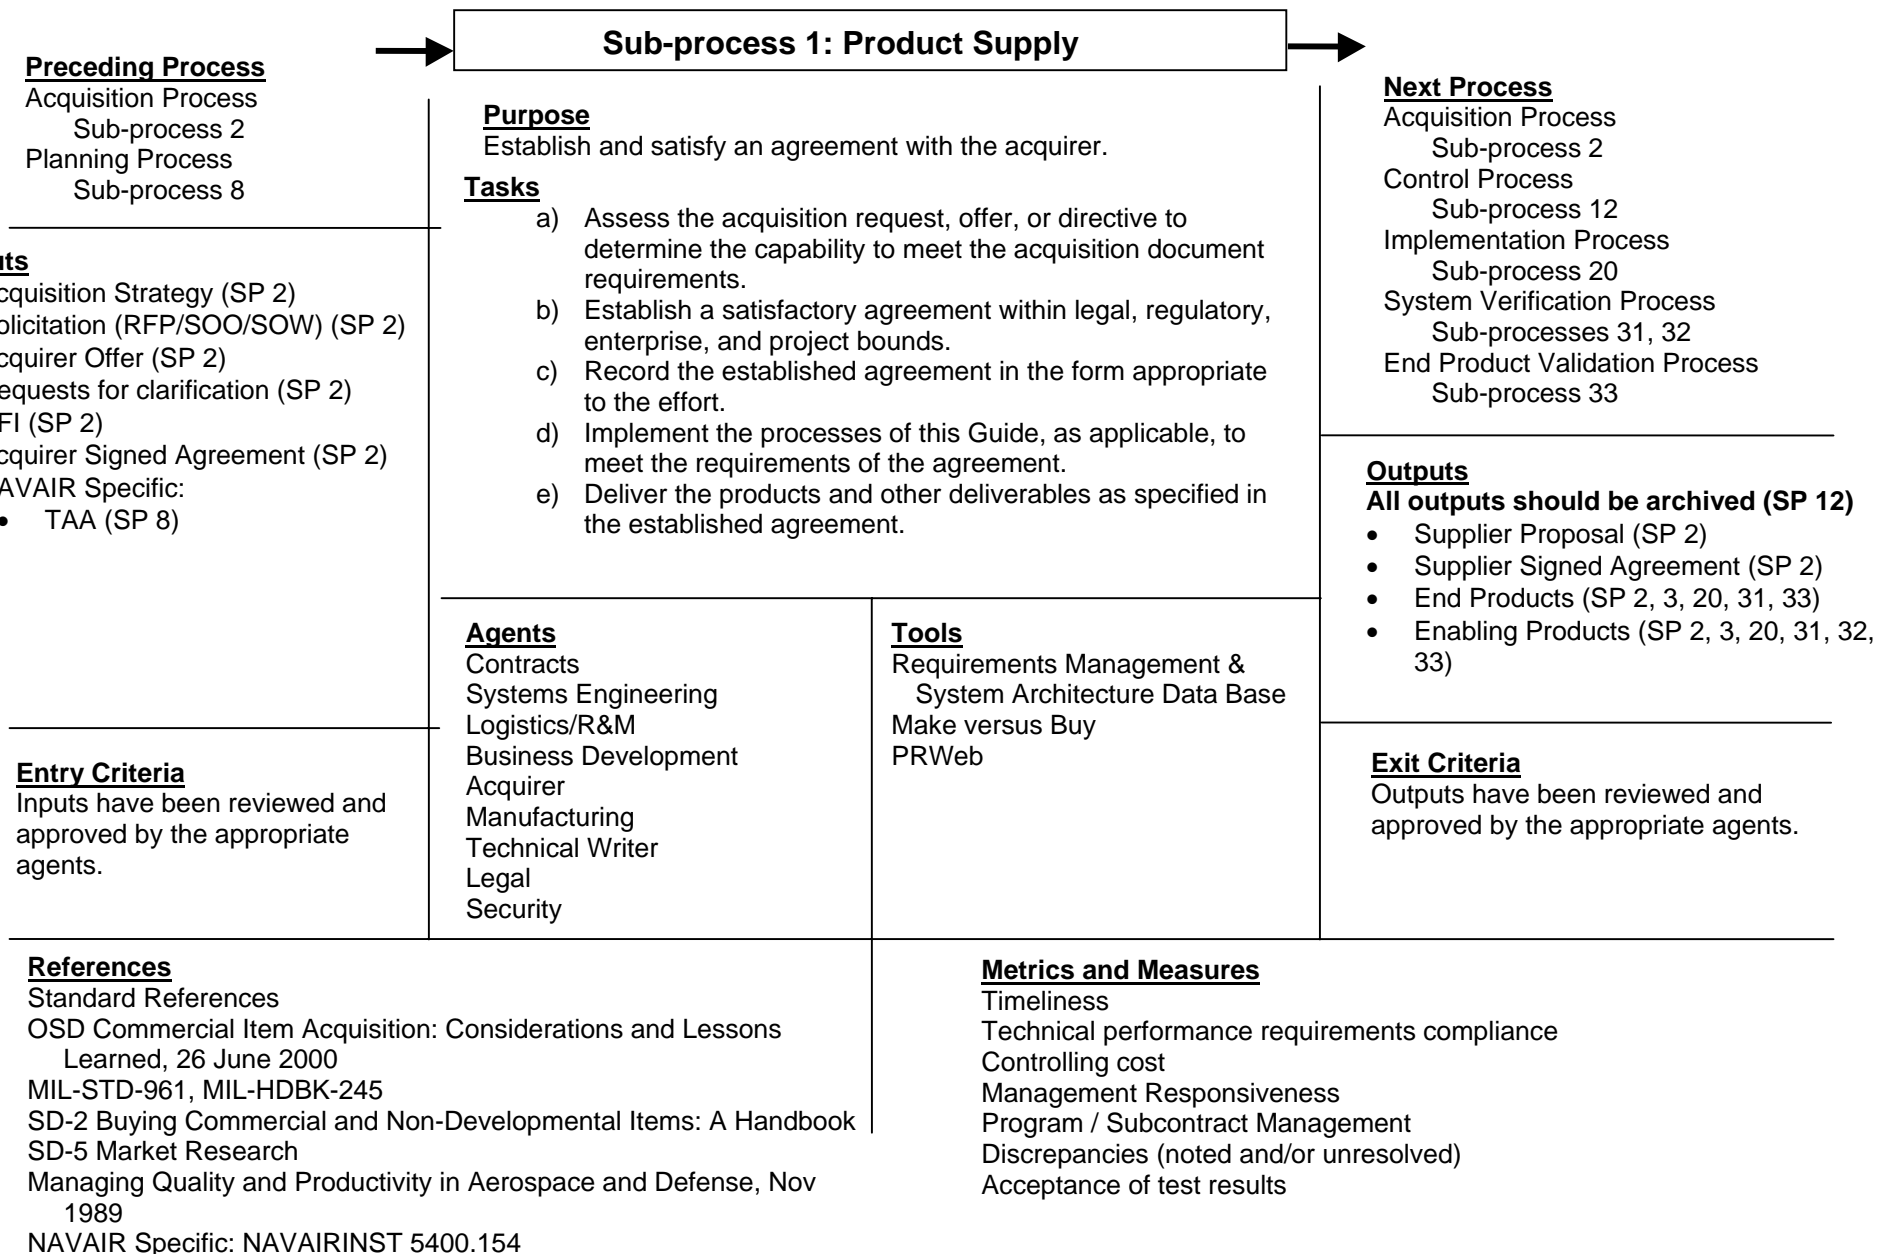 Sub-process 1: Product Supply
Preceding Process
Acquisition Process
Sub-process 2
Planning Process
Sub-process 8
uts
cquisition Strategy (SP 2)
olicitation (RFP/SOO/SOW) (SP 2)
cquirer Offer (SP 2)
equests for clarification (SP 2)
FI (SP 2)
cquirer Signed Agreement (SP 2)
AVAIR Specific:
• TAA (SP 8)
Entry Criteria
Inputs have been reviewed and
approved by the appropriate
agents.
Purpose
Establish and satisfy an agreement with the acquirer.
Tasks
a) Assess the acquisition request, offer, or directive to
determine the capability to meet the acquisition document
requirements.
b) Establish a satisfactory agreement within legal, regulatory,
enterprise, and project bounds.
c) Record the established agreement in the form appropriate
to the effort.
d) Implement the processes of this Guide, as applicable, to
meet the requirements of the agreement.
e) Deliver the products and other deliverables as specified in
the established agreement.
Agents
Contracts
Systems Engineering
Logistics/R&M
Business Development
Acquirer
Manufacturing
Technical Writer
Legal
Security
Tools
Requirements Management &
System Architecture Data Base
Make versus Buy
PRWeb
Next Process
Acquisition Process
Sub-process 2
Control Process
Sub-process 12
Implementation Process
Sub-process 20
System Verification Process
Sub-processes 31, 32
End Product Validation Process
Sub-process 33
Outputs
All outputs should be archived (SP 12)
• Supplier Proposal (SP 2)
• Supplier Signed Agreement (SP 2)
• End Products (SP 2, 3, 20, 31, 33)
• Enabling Products (SP 2, 3, 20, 31, 32,
33)
Exit Criteria
Outputs have been reviewed and
approved by the appropriate agents.
References
Standard References
OSD Commercial Item Acquisition: Considerations and Lessons
Learned, 26 June 2000
MIL-STD-961, MIL-HDBK-245
SD-2 Buying Commercial and Non-Developmental Items: A Handbook
SD-5 Market Research
Managing Quality and Productivity in Aerospace and Defense, Nov
1989
NAVAIR Specific: NAVAIRINST 5400.154
Metrics and Measures
Timeliness
Technical performance requirements compliance
Controlling cost
Management Responsiveness
Program / Subcontract Management
Discrepancies (noted and/or unresolved)
Acceptance of test results